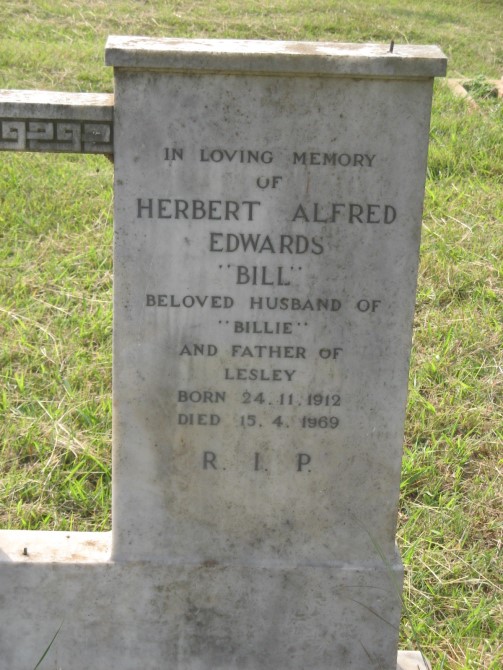 IN LOVING MEMORY
OF
HERBERT ALFRED
EDWARDS
"BILL"
BELOVED HUSBAND OF
"BILLIE"
AND FATHER OF
LESLEY
BORN 24.11.1912
DIED 15.4.1969
R. I. P.